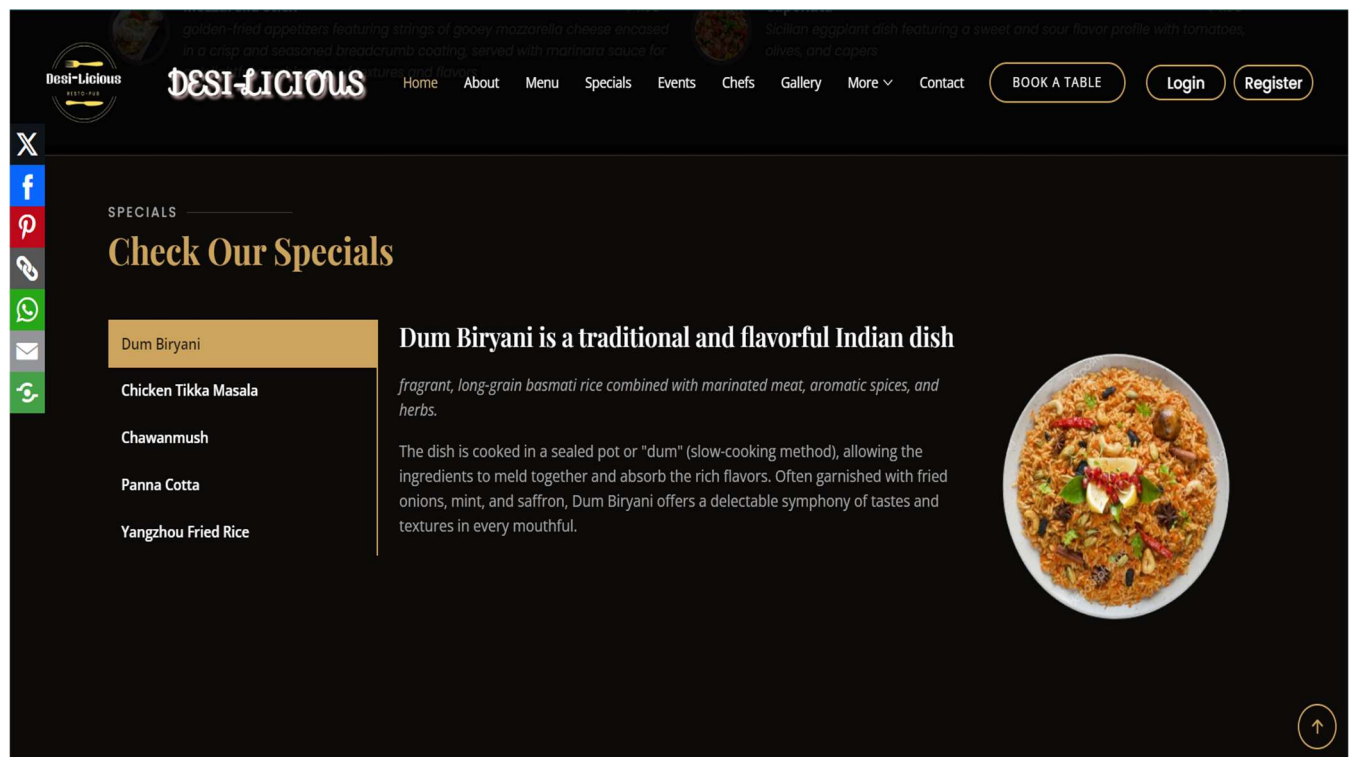 golden-fried appetizers featuring strings of gooey mozzarella cheese encased
in a crisp and seasoned breadcrumb coating, served with marinara sauce for
Sicilian eggplant dish featuring a sweet and sour flavor profile with tomatoes,
olives, and capers
Desi-Licious
RESTO-PUB
DESI-LICIOUS
Home About Menu Specials Events Chefs Gallery More Contact BOOK A TABLE Login Register
SPECIALS
Check Our Specials
Dum Biryani
Chicken Tikka Masala
Chawanmush
Panna Cotta
Yangzhou Fried Rice
Dum Biryani is a traditional and flavorful Indian dish
fragrant, long-grain basmati rice combined with marinated meat, aromatic spices, and
herbs.
The dish is cooked in a sealed pot or "dum" (slow-cooking method), allowing the
ingredients to meld together and absorb the rich flavors. Often garnished with fried
onions, mint, and saffron, Dum Biryani offers a delectable symphony of tastes and
textures in every mouthful.